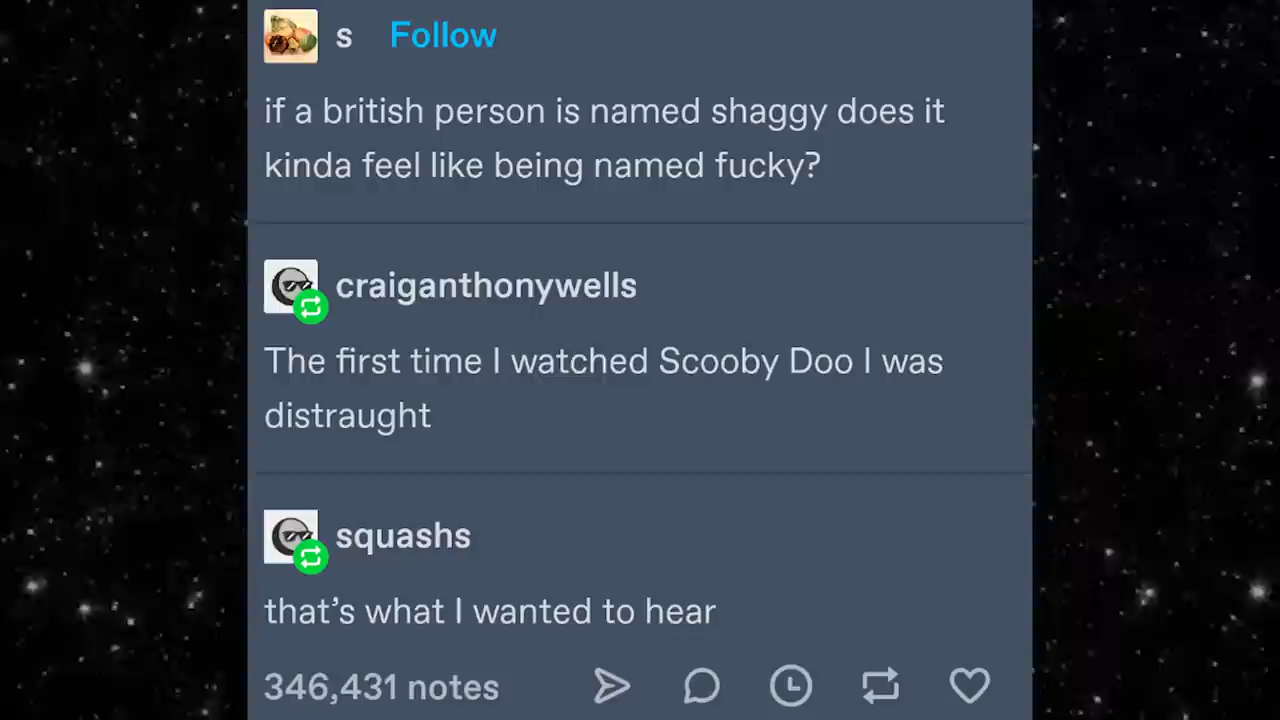 s Follow
if a british person is named shaggy does it
kinda feel like being named fucky?
craiganthonywells
The first time I watched Scooby Doo I was
distraught
squashs
that's what I wanted to hear
346,431 notes